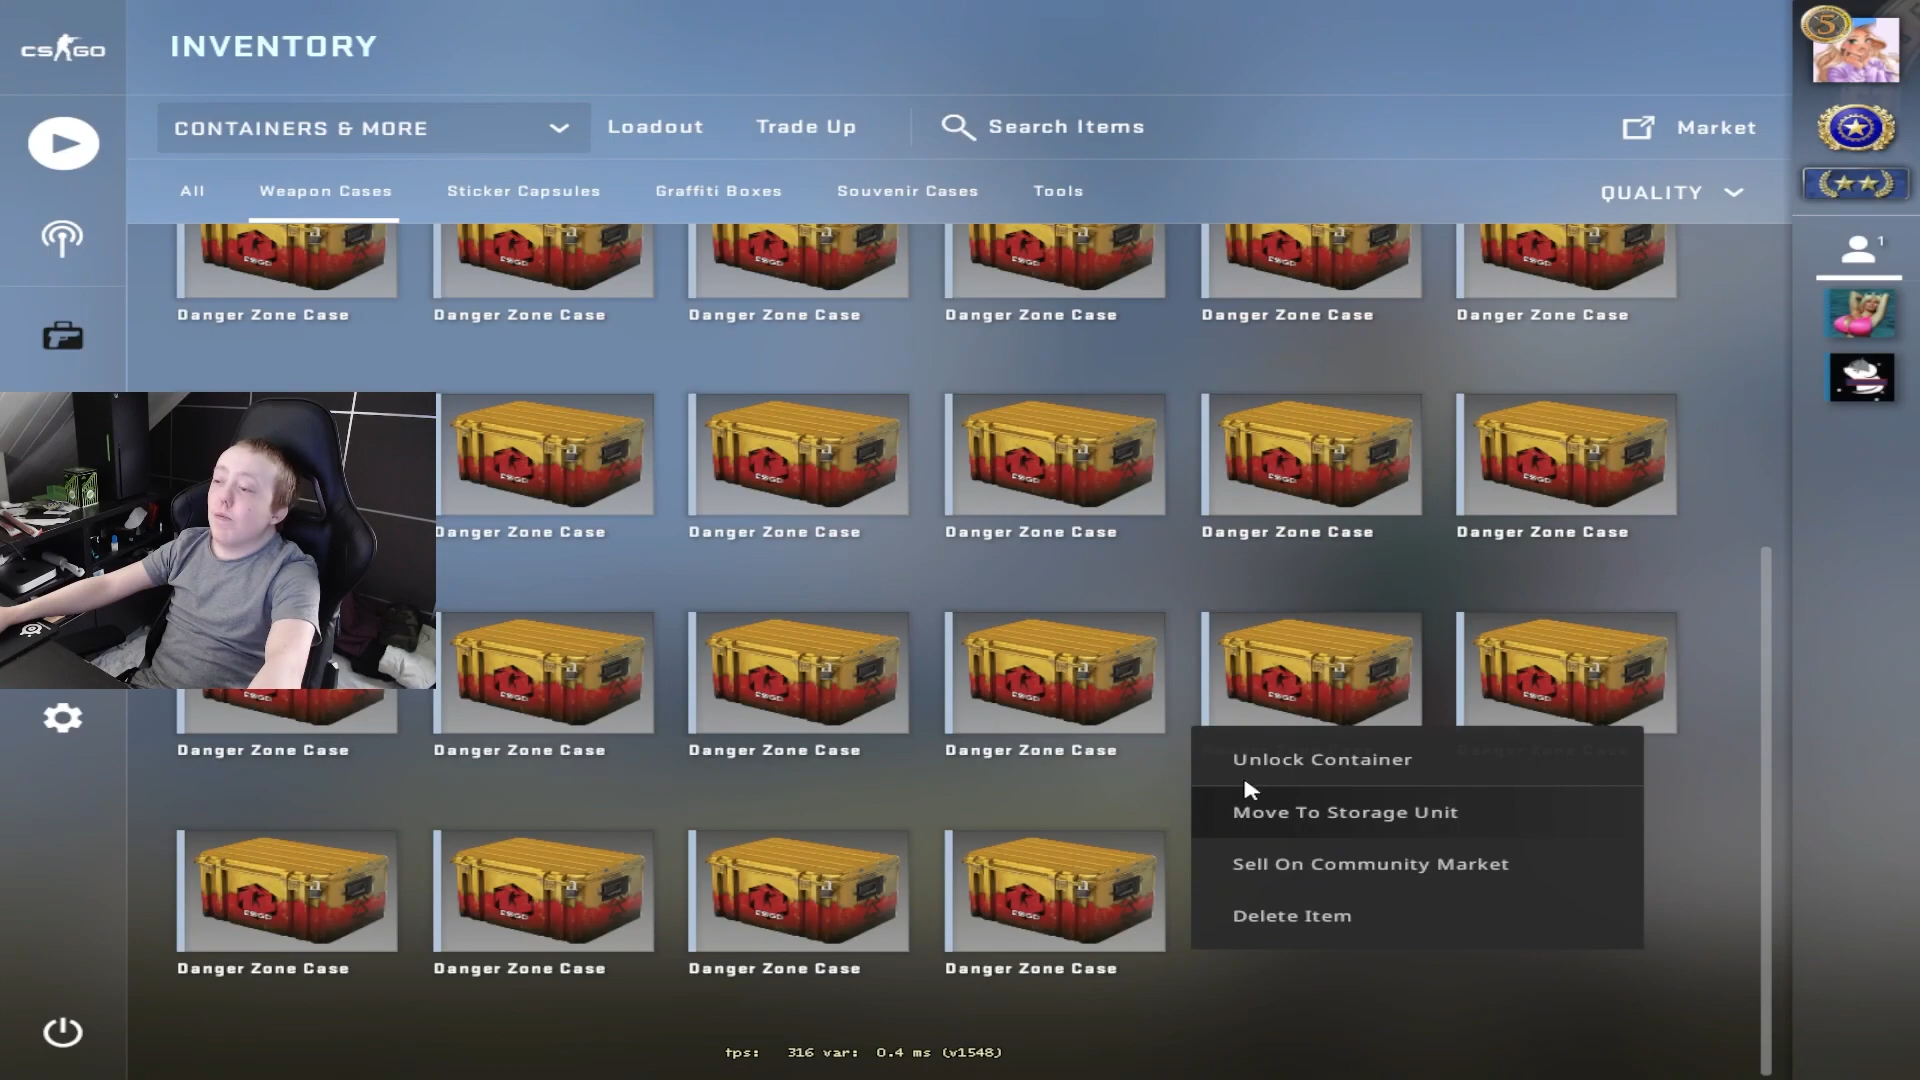 CS GO
INVENTORY
CONTAINERS & MORE
Loadout
Trade Up
Search Items
Market
All
Weapon Cases
Sticker Capsules
Graffiti Boxes
Souvenir Cases
Tools
QUALITY
5
1
Danger Zone Case Danger Zone Case Danger Zone Case Danger Zone Case Danger Zone Case Danger Zone Case
Danger Zone Case Danger Zone Case Danger Zone Case Danger Zone Case Danger Zone Case
Danger Zone Case Danger Zone Case Danger Zone Case Danger Zone Case
Unlock Container
Move To Storage Unit
Sell On Community Market
Delete Item
Danger Zone Case Danger Zone Case Danger Zone Case Danger Zone Case
fps: 316 var: 0.4 ms (v1548)